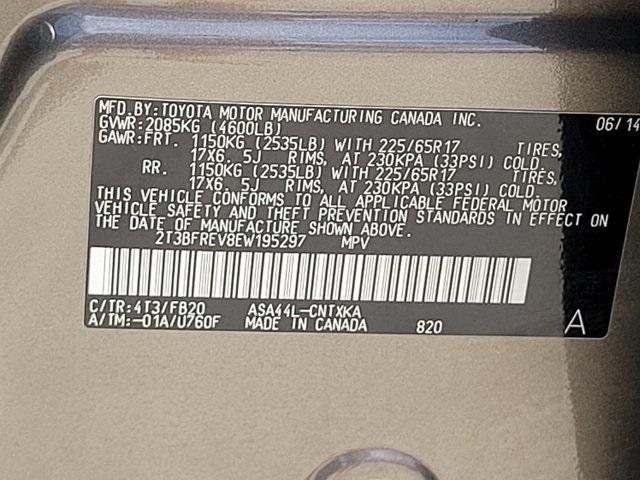 MFD.BY:TOYOTA MOTOR MANUFACTURING CANADA INC.
GVWR:2085KG (4600LB) 06/14
GAWR:FRT. 1150KG (2535LB) WITH 225/65R17 TIRES,
17X6. 5J RIMS, AT 230KPA (33PSI) COLD.
RR. 1150KG (2535LB) WITH 225/65R17 TIRES,
17X6. 5J RIMS, AT 230KPA (33PSI) COLD.
THIS VEHICLE CONFORMS TO ALL APPLICABLE FEDERAL MOTOR
VEHICLE SAFETY AND THEFT PREVENTION STANDARDS IN EFFECT ON
THE DATE OF MANUFACTURE SHOWN ABOVE.
2T3BFREV8EW195297 MPV
C/TR:4T3/FB20 ASA44L-CNTXKA
A/TM:-01A/U760F MADE IN CANADA 820 A